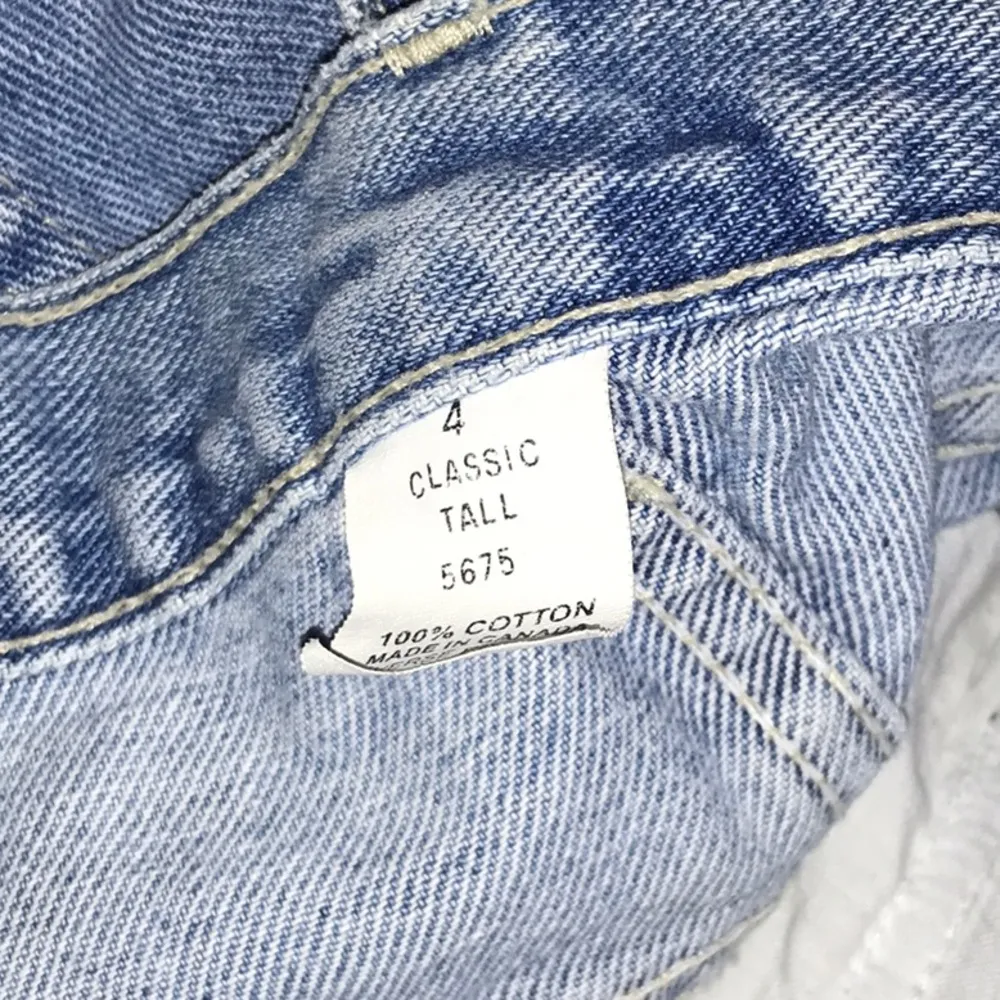 4
CLASSIC
TALL
5675
100% COTTON
MADE IN CANADA